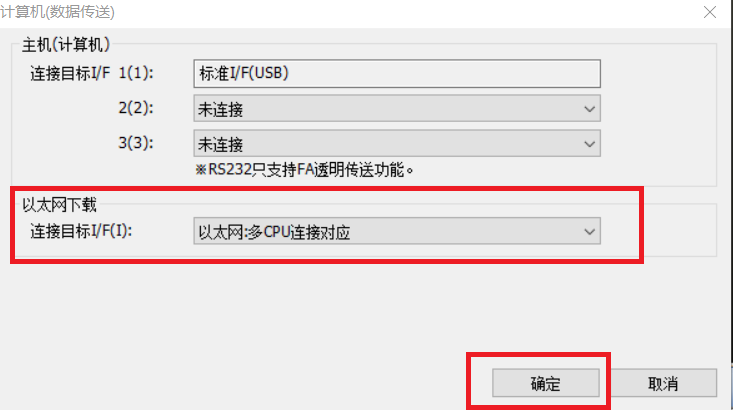 计算机(数据传送)
主机(计算机)
连接目标I/F 1(1): 标准I/F(USB)
2(2): 未连接
3(3): 未连接
※RS232只支持FA透明传送功能。
以太网下载
连接目标I/F(I): 以太网:多CPU连接对应
确定 取消